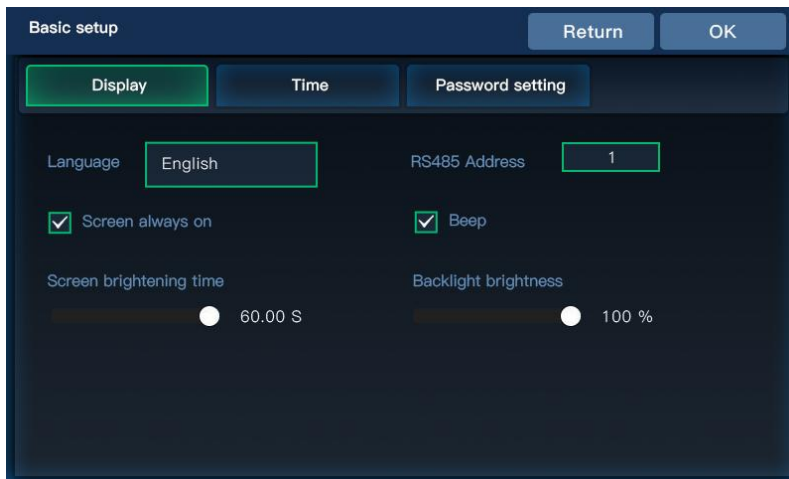 Basic setup
Return
OK
Display
Time
Password setting
Language
English
RS485 Address
1
Screen always on
Beep
Screen brightening time
Backlight brightness
60.00 S
100 %